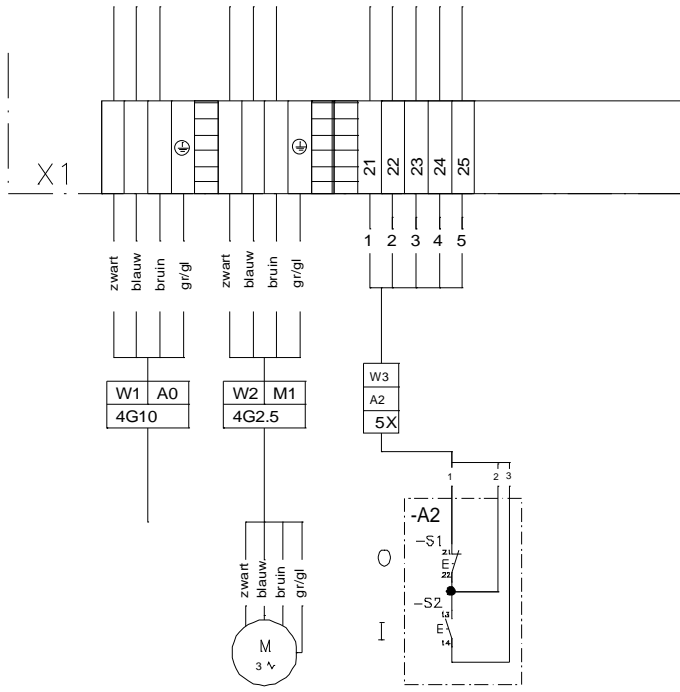 X1
21 22 23 24 25
zwart blauw bruin gr/gl zwart blauw bruin gr/gl 1 2 3 4 5
W1 A0 W2 M1 W3
4G10 4G2.5 A2
5X
1 2 3
-A2
-S1
21
O E
22
zwart blauw bruin gr/gl
-S2
13
I E
14
M
3 ∿